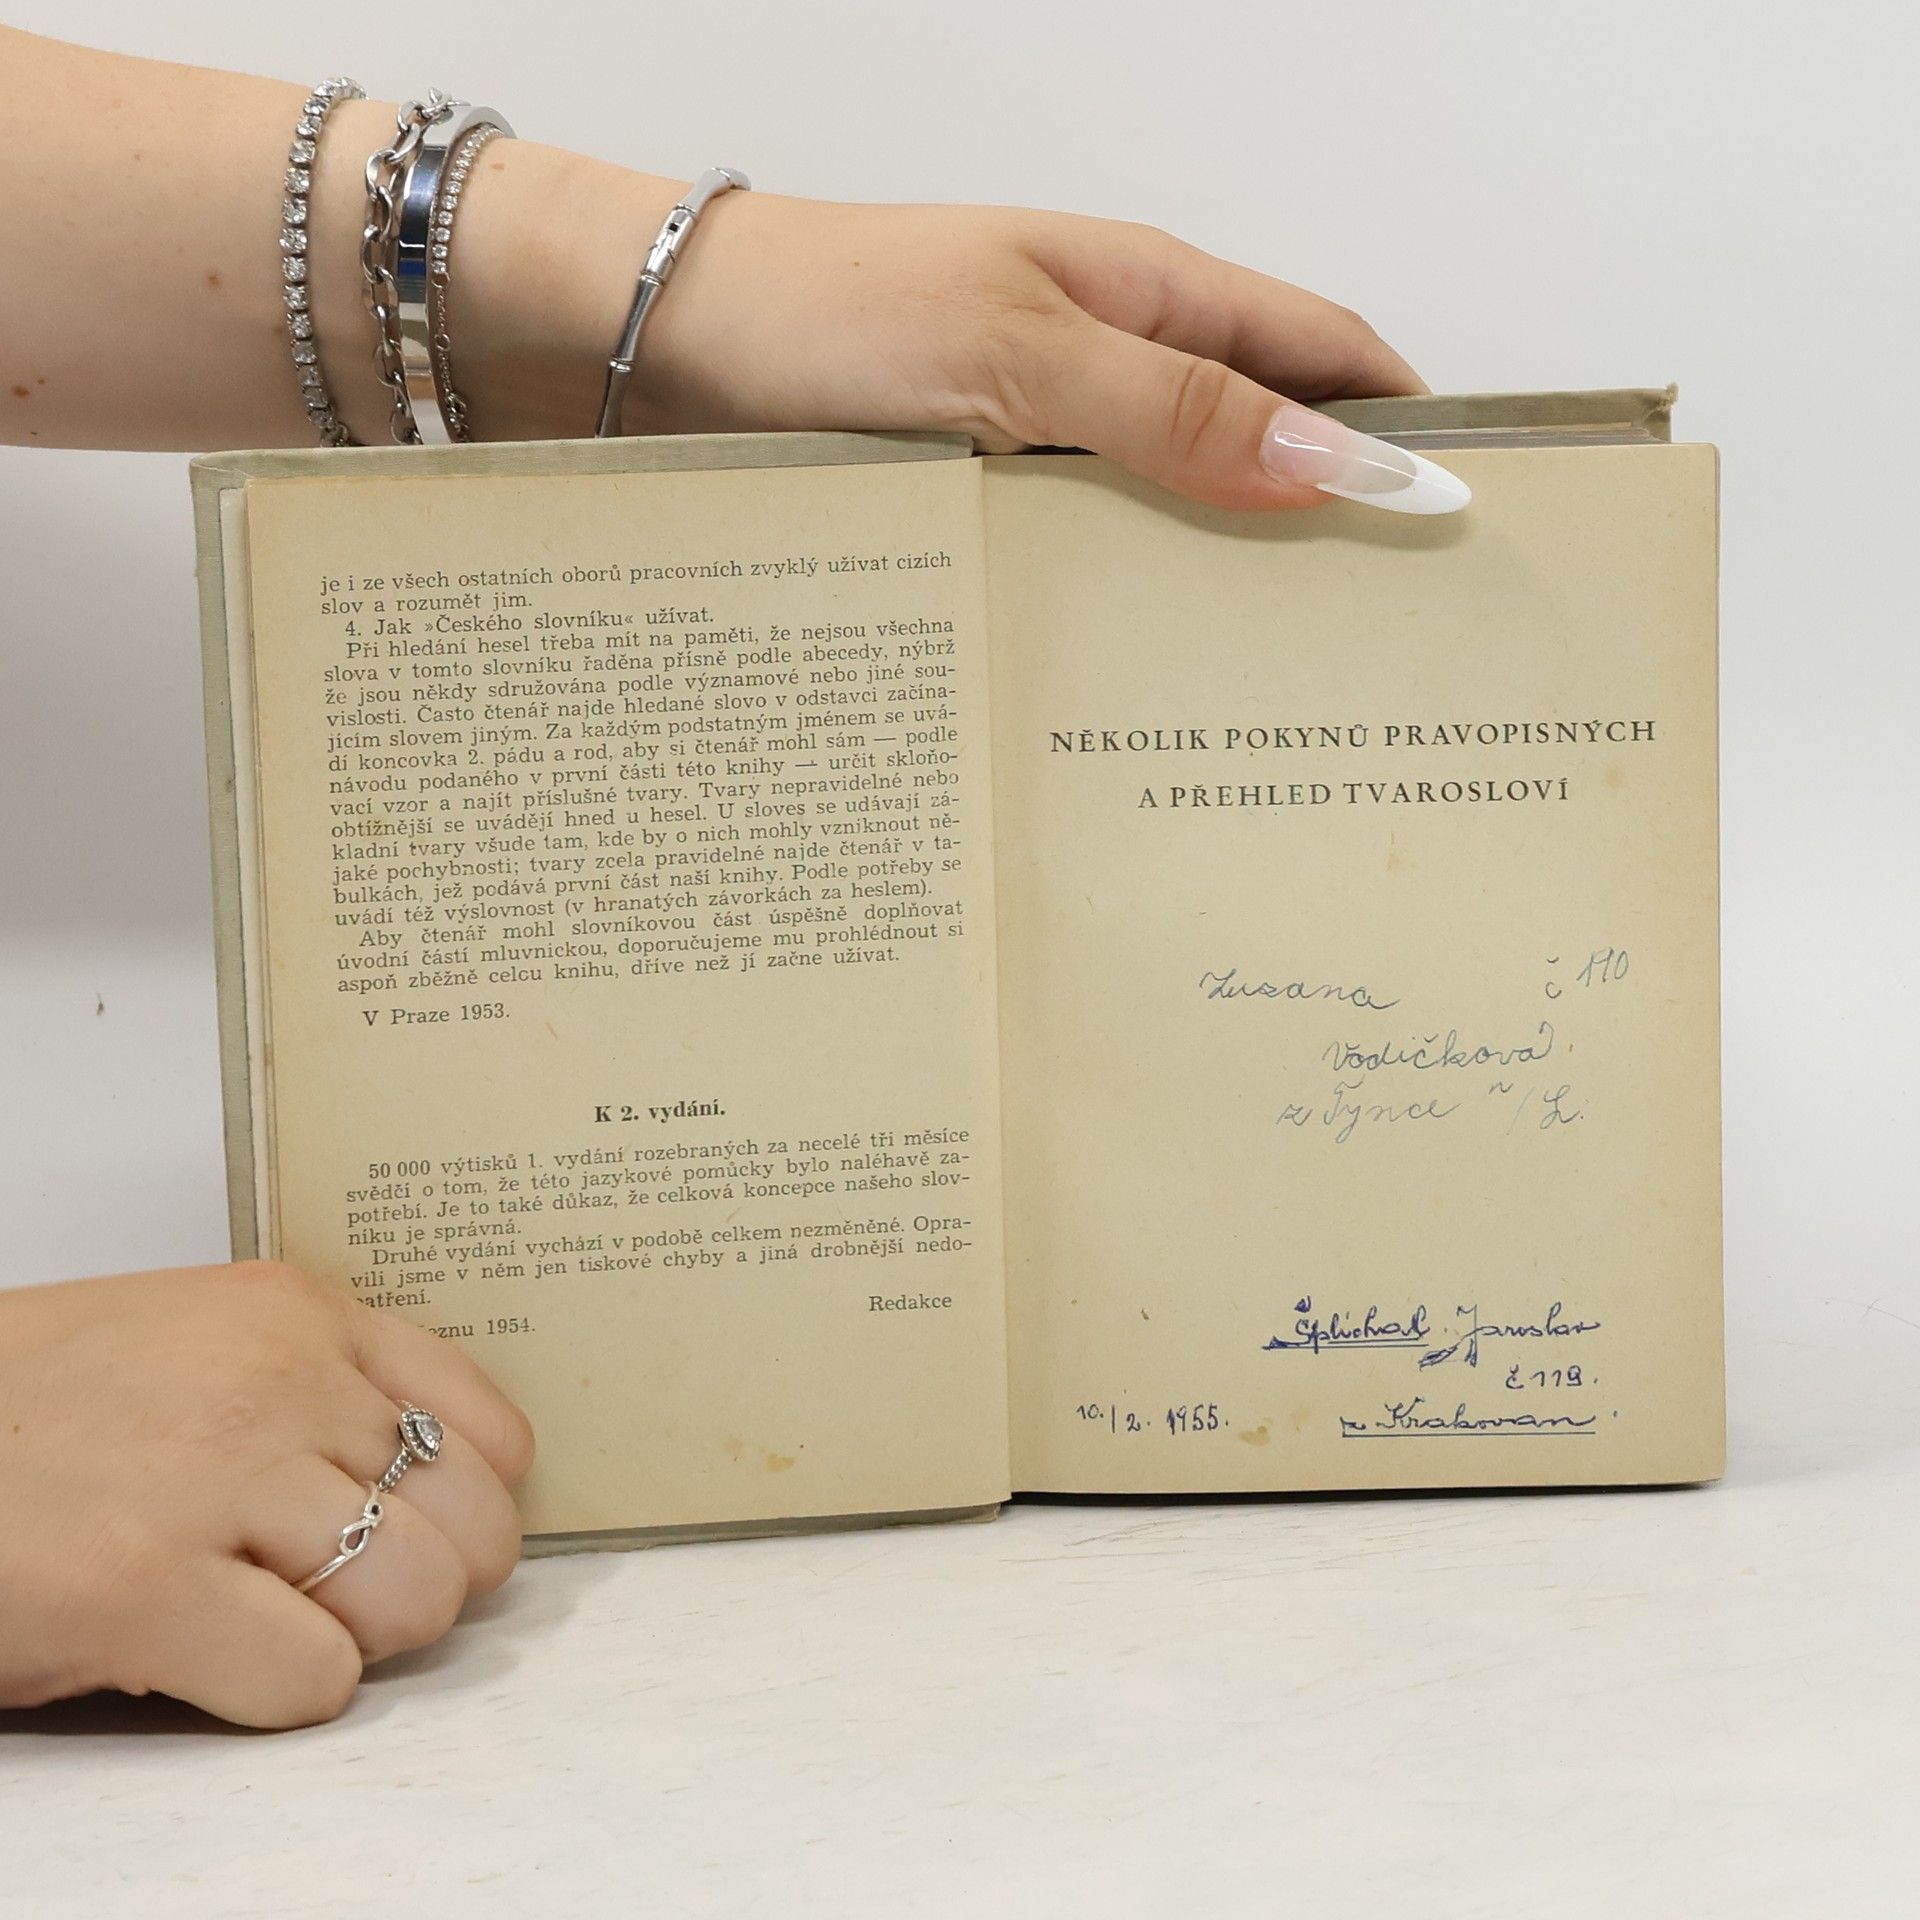 je i ze všech ostatních oborů pracovních zvyklý užívat cizích
slov a rozumět jim.
4. Jak »Českého slovníku« užívat.
Při hledání hesel třeba mít na paměti, že nejsou všechna
slova v tomto slovníku řaděna přísně podle abecedy, nýbrž
že jsou někdy sdružována podle významové nebo jiné sou-
vislosti. Často čtenář najde hledané slovo v odstavci začína-
jícím slovem jiným. Za každým podstatným jménem se uvá-
dí koncovka 2. pádu a rod, aby si čtenář mohl sám — podle
návodu podaného v první části této knihy — určit skloňo-
vací vzor a najít příslušné tvary. Tvary nepravidelné nebo
obtížnější se uvádějí hned u hesel. U sloves se udávají zá-
kladní tvary všude tam, kde by o nich mohly vzniknout ně-
jaké pochybnosti; tvary zcela pravidelné najde čtenář v ta-
bulkách, jež podává první část naší knihy. Podle potřeby se
uvádí též výslovnost (v hranatých závorkách za heslem).
Aby čtenář mohl slovníkovou část úspěšně doplňovat
úvodní částí mluvnickou, doporučujeme mu prohlédnout si
aspoň zběžně celou knihu, dříve než jí začne užívat.
V Praze 1953.
K 2. vydání.
50 000 výtisků 1. vydání rozebraných za necelé tři měsíce
svědčí o tom, že této jazykové pomůcky bylo naléhavě za-
potřebí. Je to také důkaz, že celková koncepce našeho slov-
níku je správná.
Druhé vydání vychází v podobě celkem nezměněné. Opra-
vili jsme v něm jen tiskové chyby a jiná drobnější nedo-
patření.
Redakce
eznu 1954.
NĚKOLIK POKYNŮ PRAVOPISNÝCH
A PŘEHLED TVAROSLOVÍ
Zuzana č 110
Vodičková.
z Týnce n/L.
Šplíchal Jaroslav
č 119.
10./2. 1955. z Krakovan.